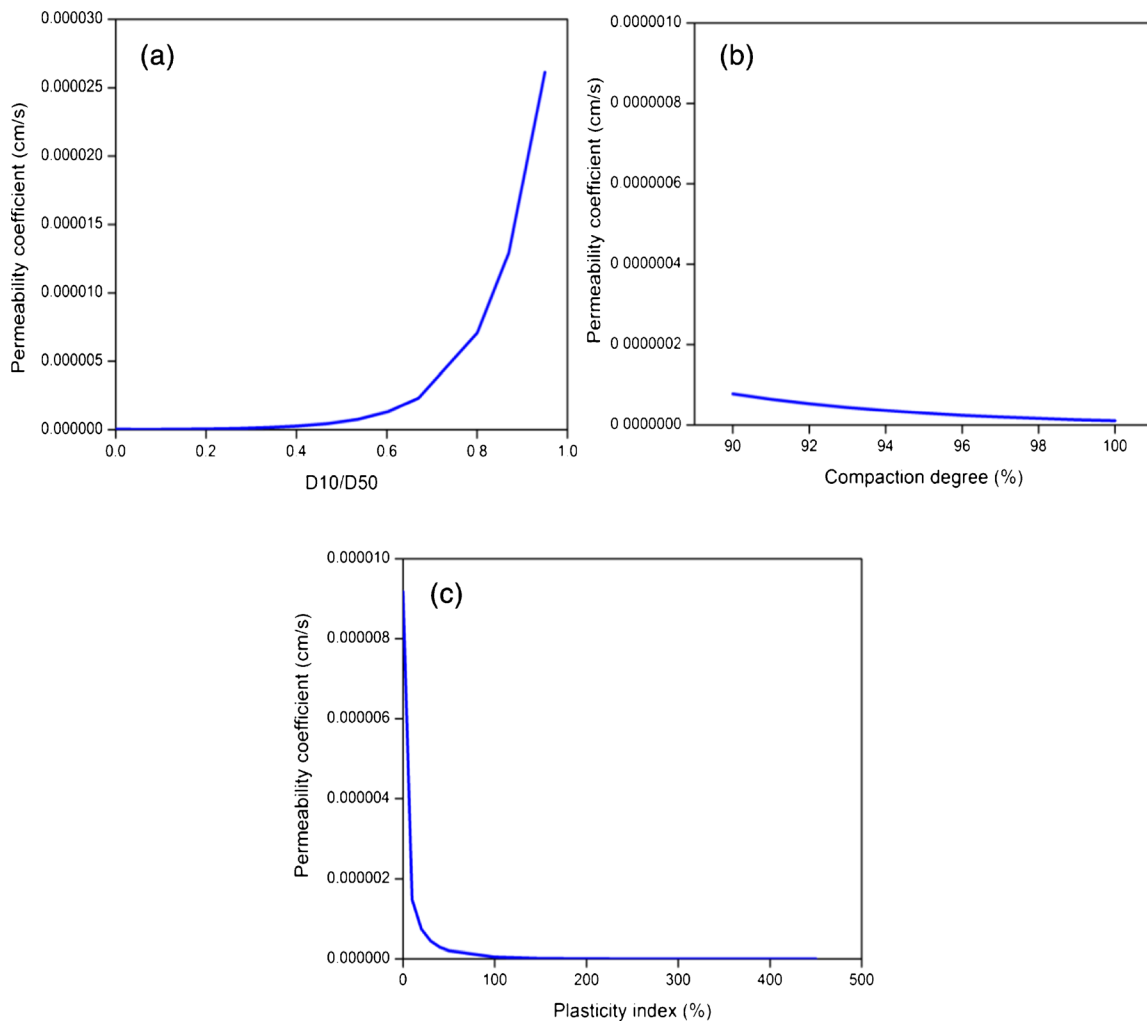 (a)
Permeability coefficient (cm/s)
0.000030
0.000025
0.000020
0.000015
0.000010
0.000005
0.000000
0.0 0 2 0 4 0 6 0 8 1.0
D10/D50
(b)
Permeability coefficient (cm/s)
0.0000010
0 0000008
0 0000006
0 0000004
0 0000002
0 0000000
90 92 94 96 98 100
Compaction degree (%)
(c)
Permeability coefficient (cm/s)
0.000010
0.000008
0.000006
0.000004
0.000002
0.000000
0 100 200 300 400 500
Plasticity index (%)